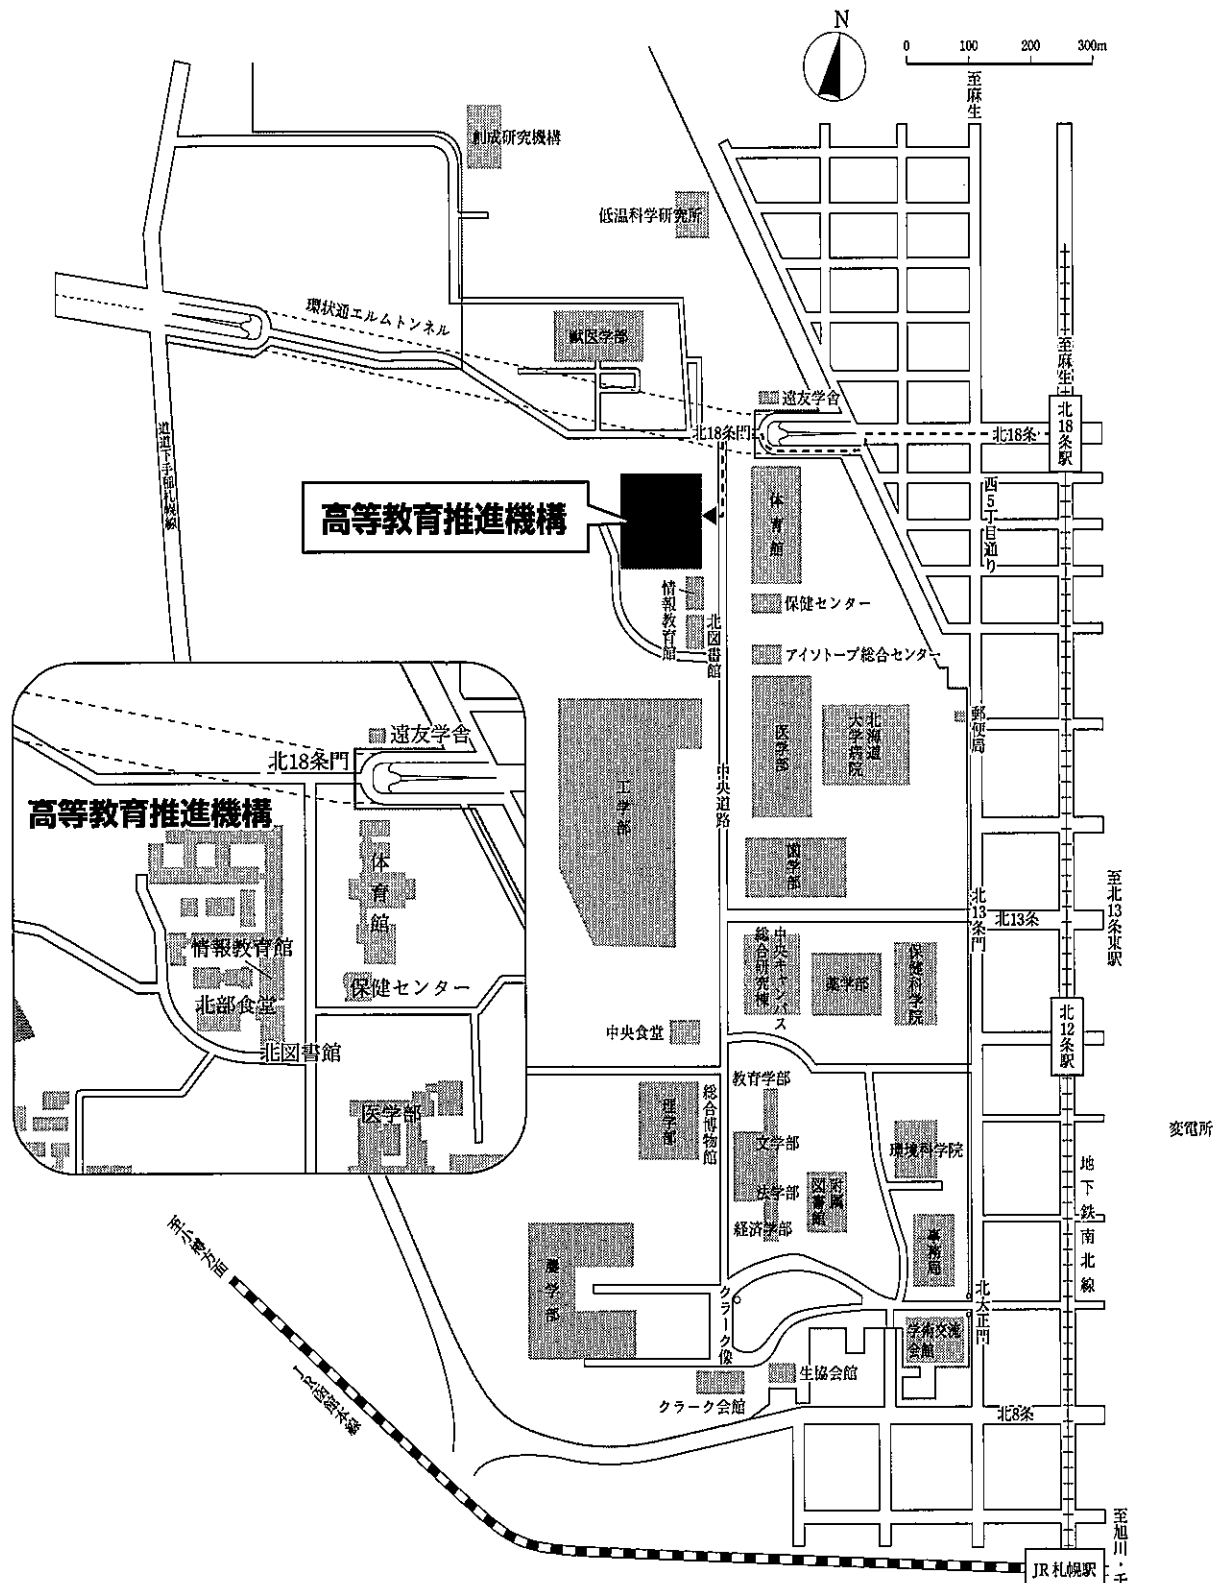 N
0 100 200 300m
至麻生
創成研究機構
低温科学研究所
環状通エルムトンネル
獣医学部
至麻生
遠友学舎
北18条門
北18条
北18条駅
道道下手稲札幌線
高等教育推進機構
体育館
西5丁目通り
情報教育館
保健センター
北図書館
アイソトープ総合センター
工学部
医学部
北海道大学病院
郵便局
中央道路
歯学部
北13条門
北13条
至北13条東駅
中央キャンパス総合研究棟
薬学部
保健科学院
中央食堂
北12条駅
理学部
総合博物館
教育学部
文学部
法学部
経済学部
附属図書館
環境科学院
変電所
地下鉄南北線
事務局
農学部
クラーク像
北大正門
学術交流会館
生協会館
クラーク会館
北8条
至小樽方面
JR函館本線
JR札幌駅
至旭川・千
遠友学舎
北18条門
高等教育推進機構
体育館
情報教育館
保健センター
北部食堂
北図書館
医学部